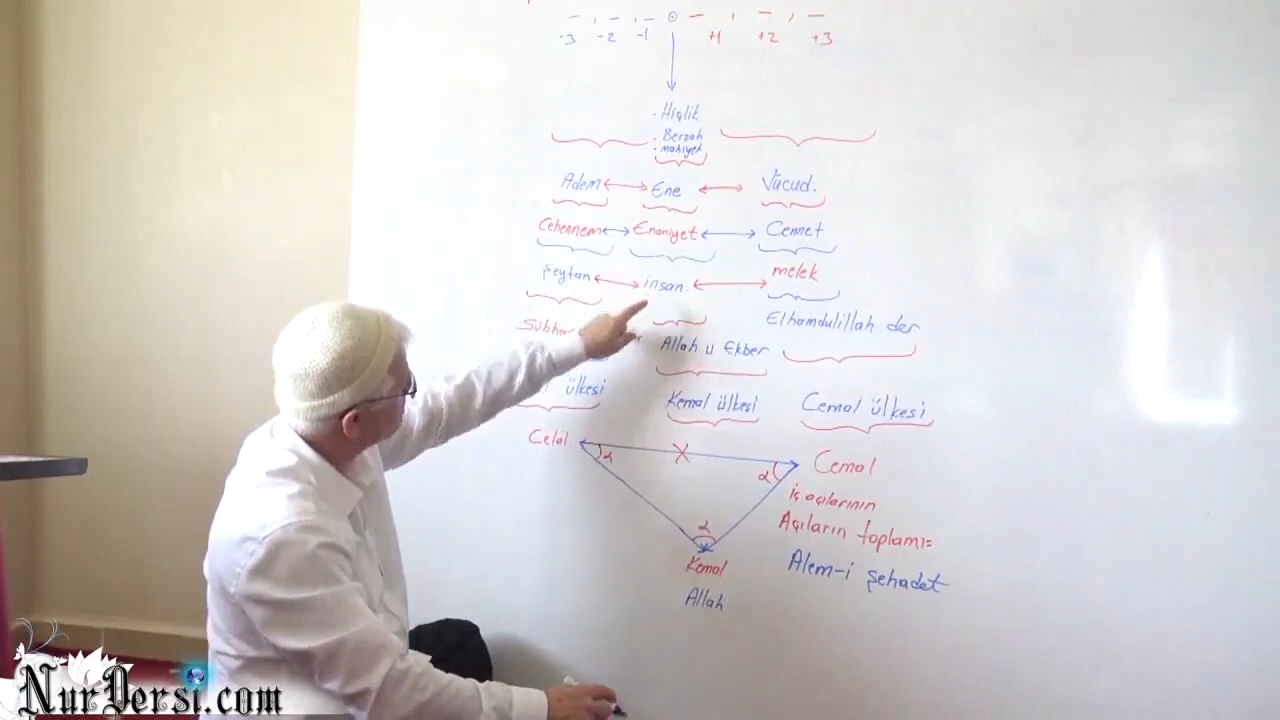 -3 -2 -1 0 +1 +2 +3
· Hiçlik
· Berzah
· mahiyet
Adem Ene Vücud.
Cehennem Enaniyet Cennet
Şeytan insan melek
Elhamdulillah der
Allah u Ekber
ülkesi Kemal ülkesi Cemal ülkesi
Celal Cemal
α α
iç açılarının
Açıların toplamı=
α
Kemal Alem-i şehadet
Allah
NurDersi.com